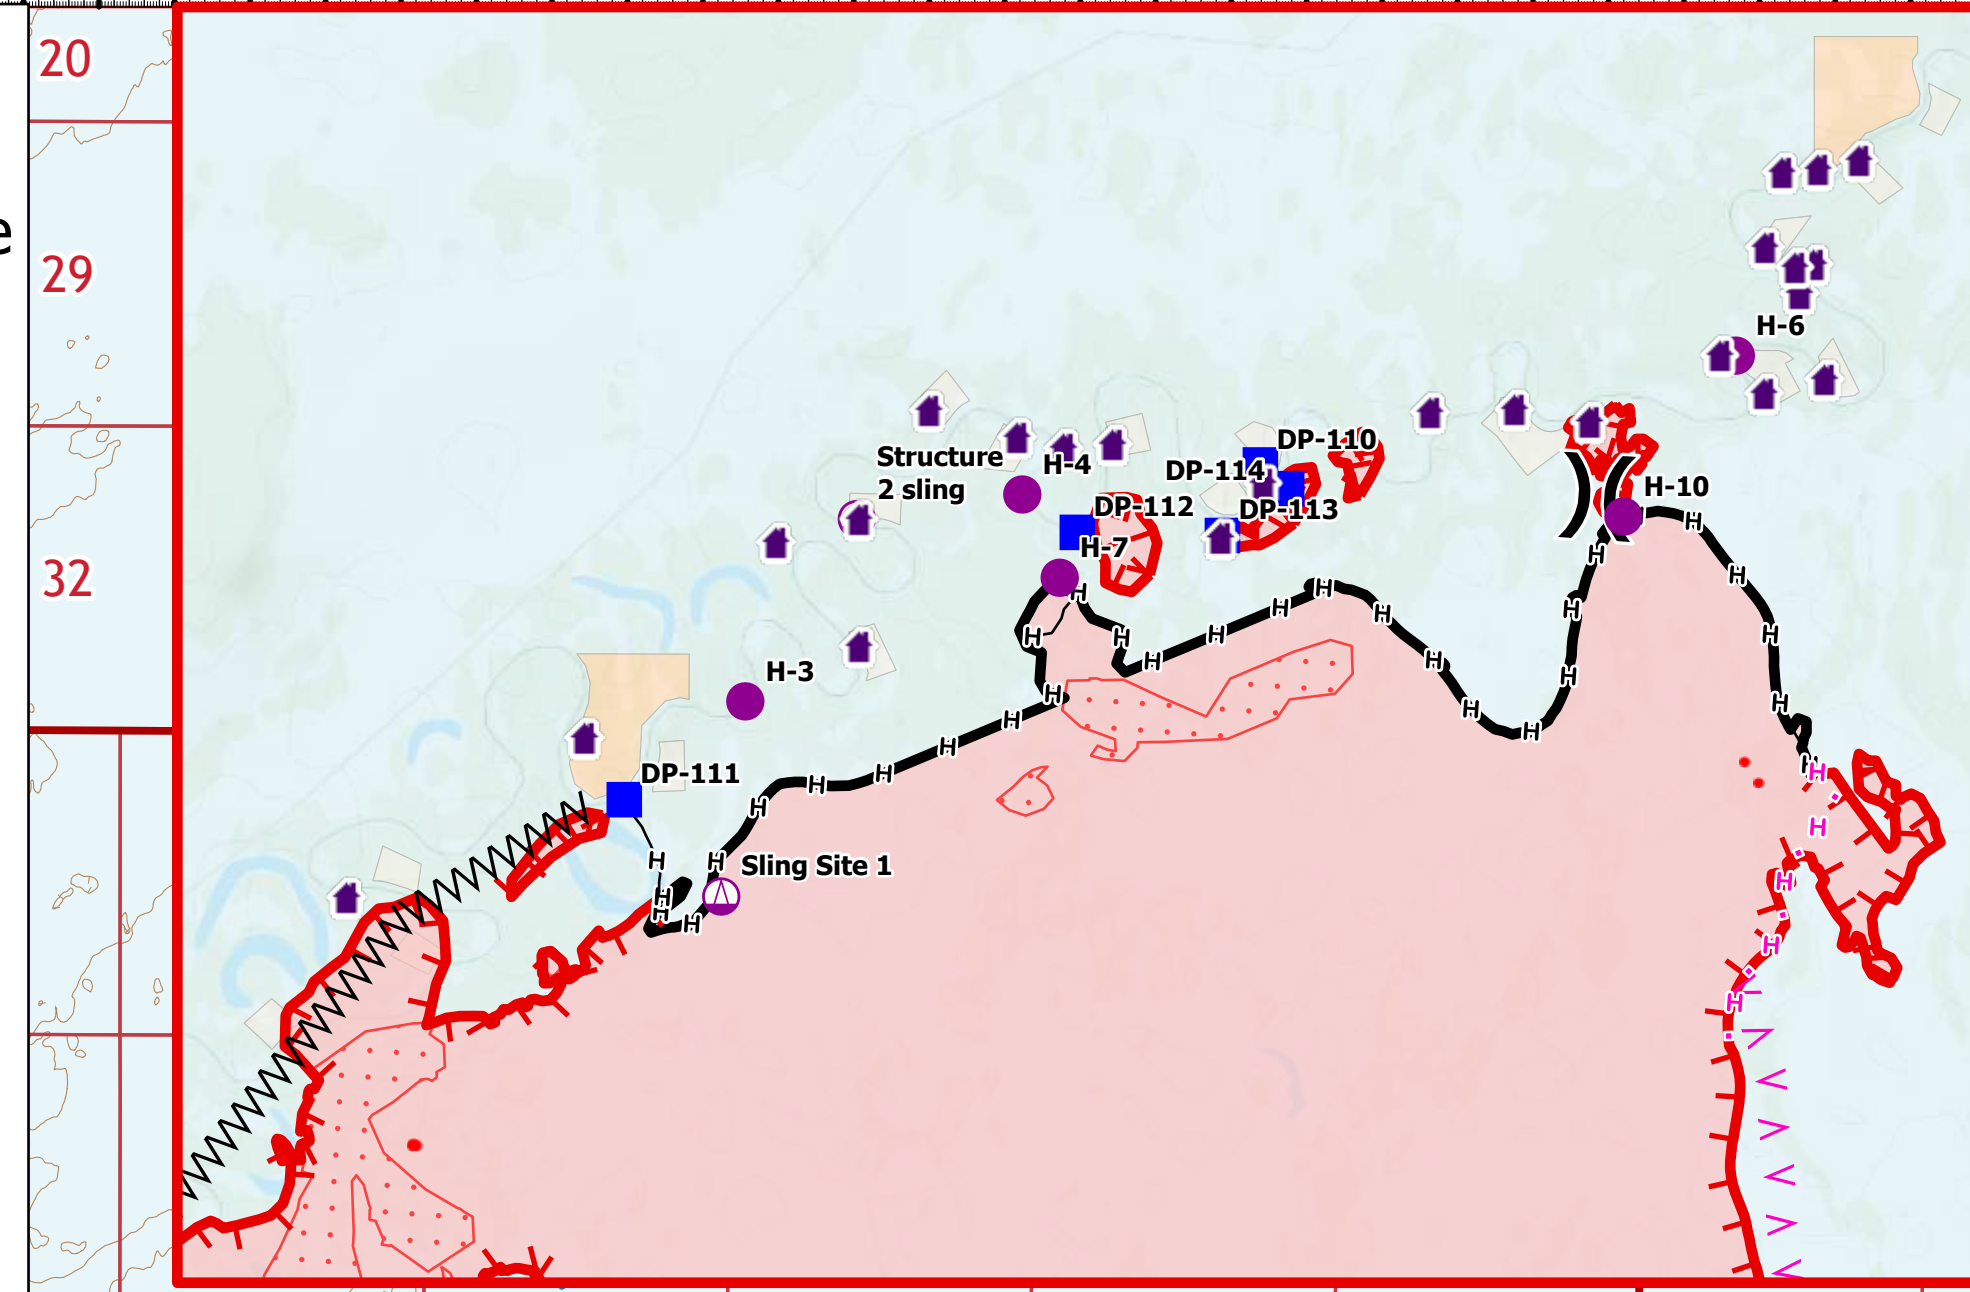 20
e
29
32
H-6
DP-110
Structure
2 sling
H-4
DP-114
H-10
DP-112
DP-113
H-7
H-3
DP-111
Sling Site 1